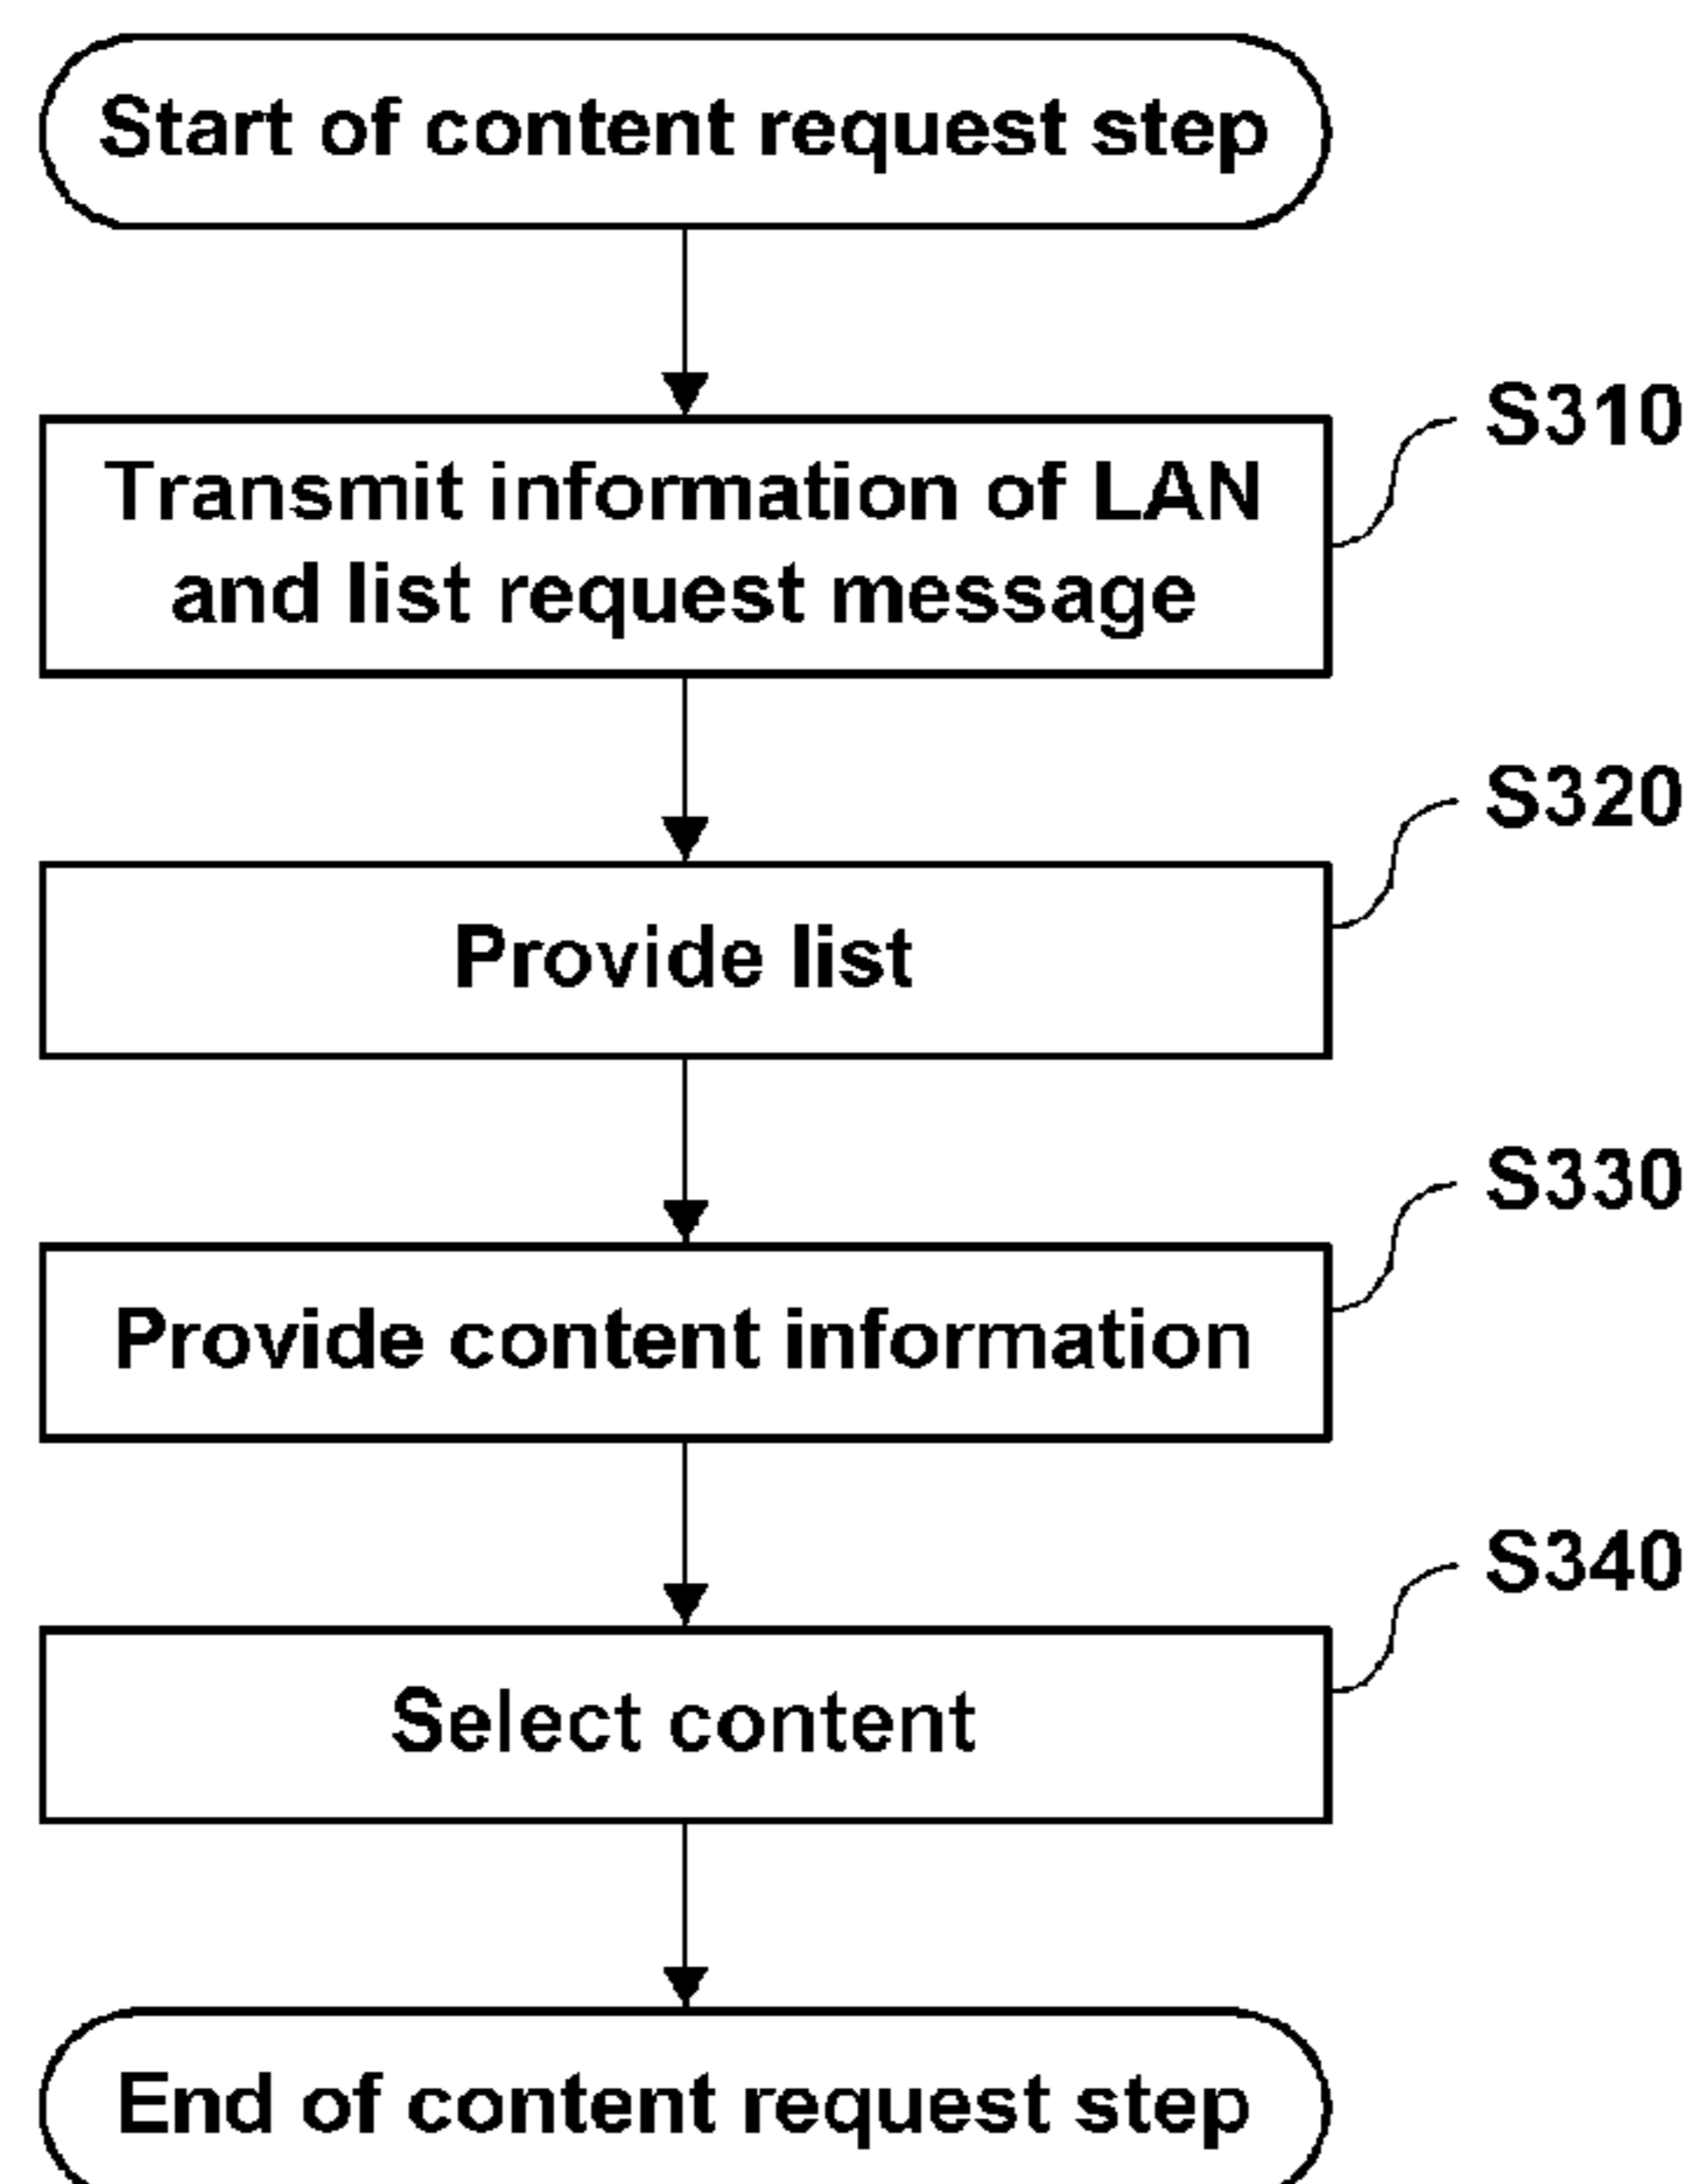 Start of content request step
S310
Transmit information of LAN
and list request message
S320
Provide list
S330
Provide content information
S340
Select content
End of content request step